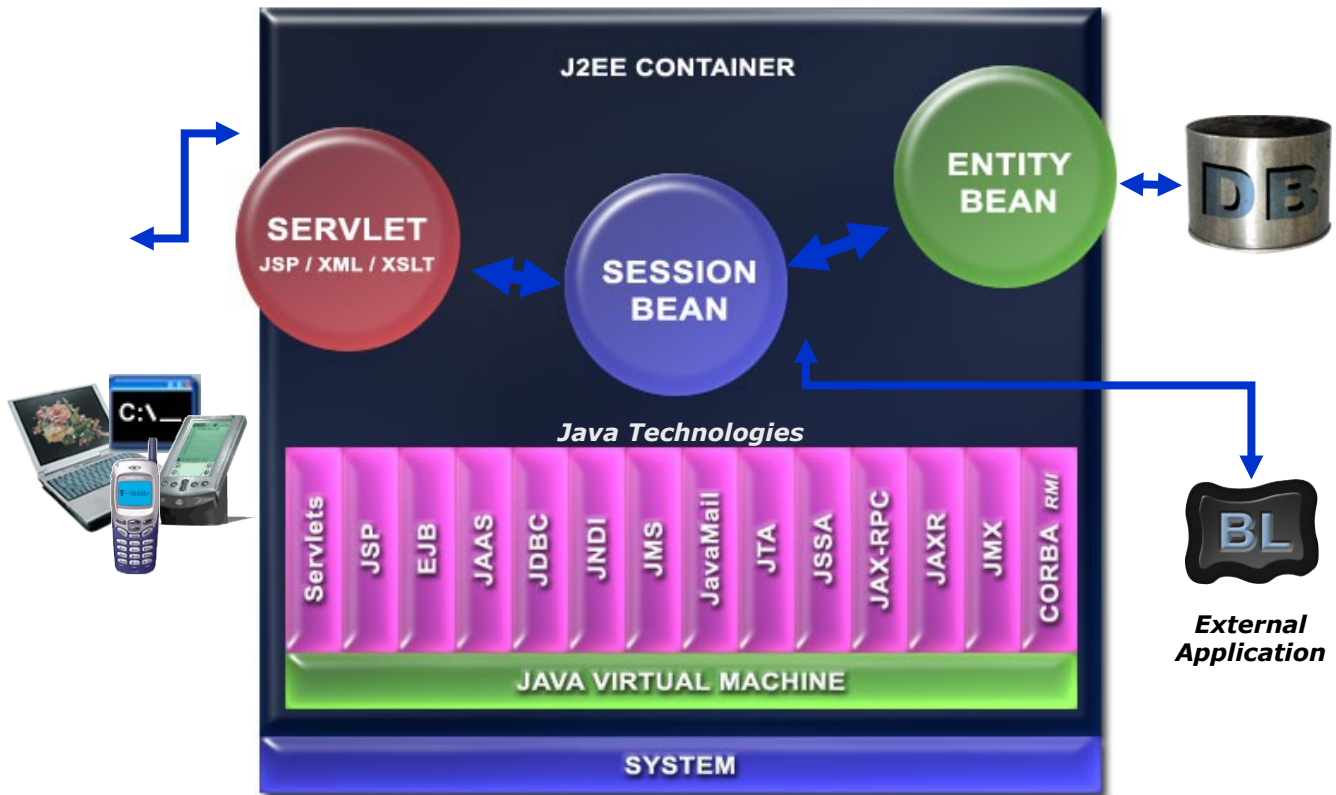 J2EE CONTAINER
ENTITY
BEAN
DB
SERVLET
JSP / XML / XSLT
SESSION
BEAN
C:\_
Java Technologies
Servlets
JSP
EJB
JAAS
JDBC
JNDI
JMS
JavaMail
JTA
JSSA
JAX-RPC
JAXR
JMX
CORBA RMI
BL
External
Application
JAVA VIRTUAL MACHINE
SYSTEM